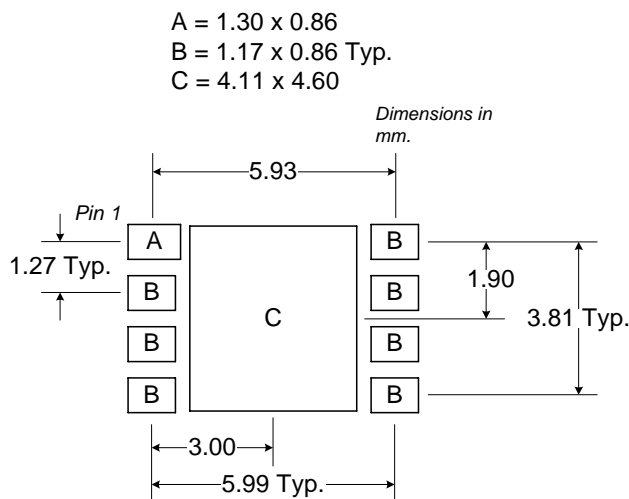 A = 1.30 x 0.86
B = 1.17 x 0.86 Typ.
C = 4.11 x 4.60
Dimensions in
mm.
5.93
Pin 1
A
B
1.27 Typ.
B
B
1.90
C
3.81 Typ.
B
B
B
B
3.00
5.99 Typ.